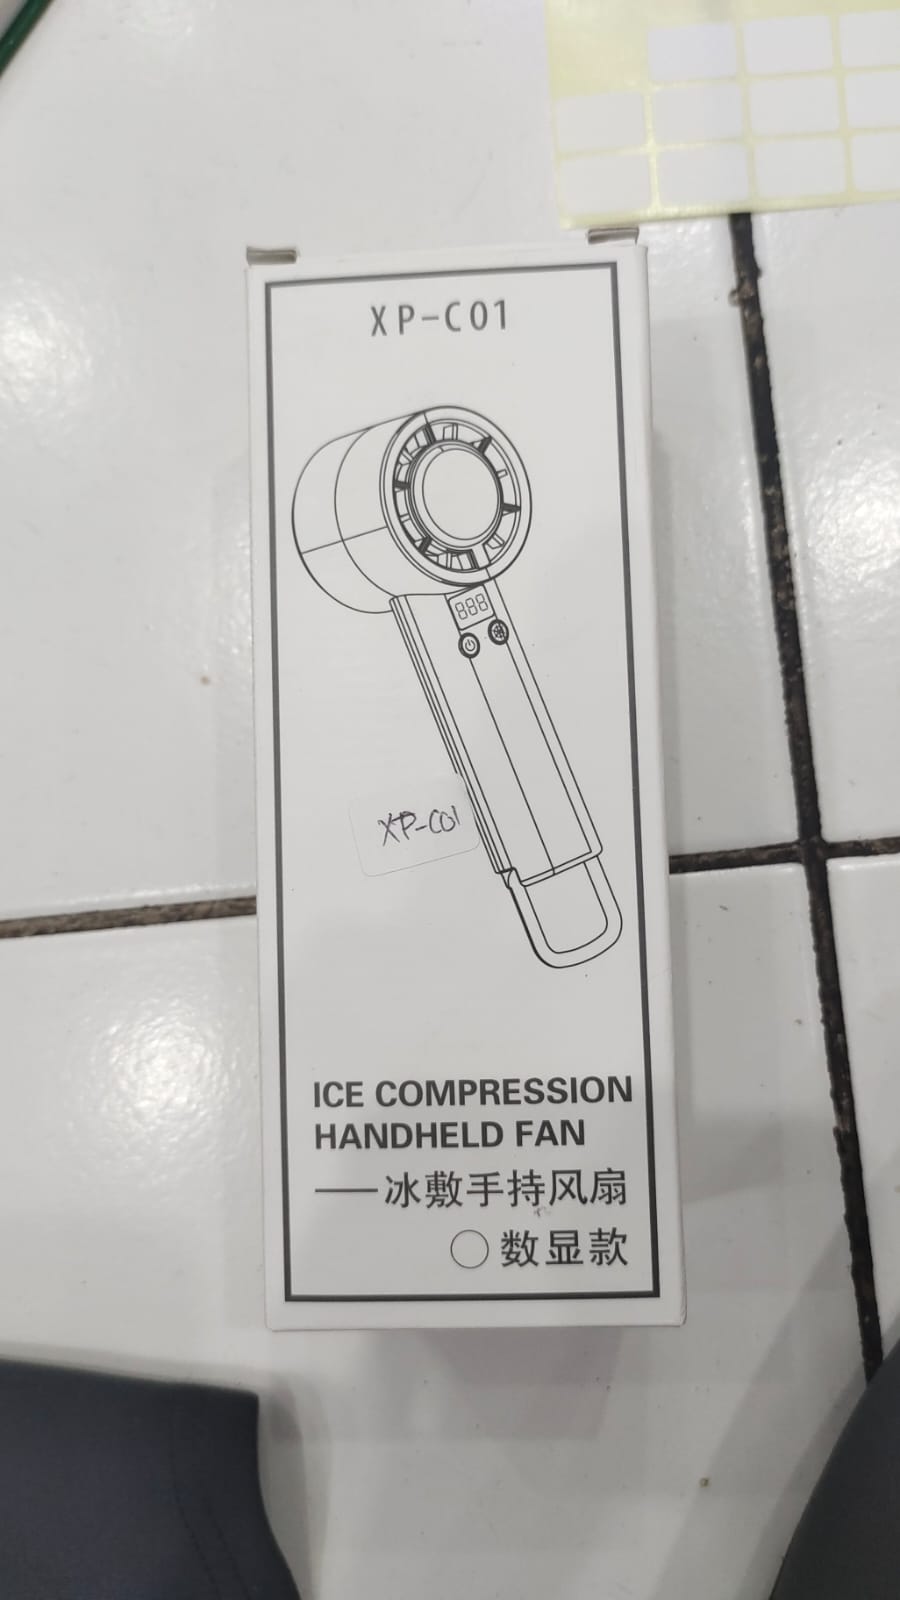 XP-C01
888
XP-C01
ICE COMPRESSION
HANDHELD FAN
——冰敷手持风扇
数显款